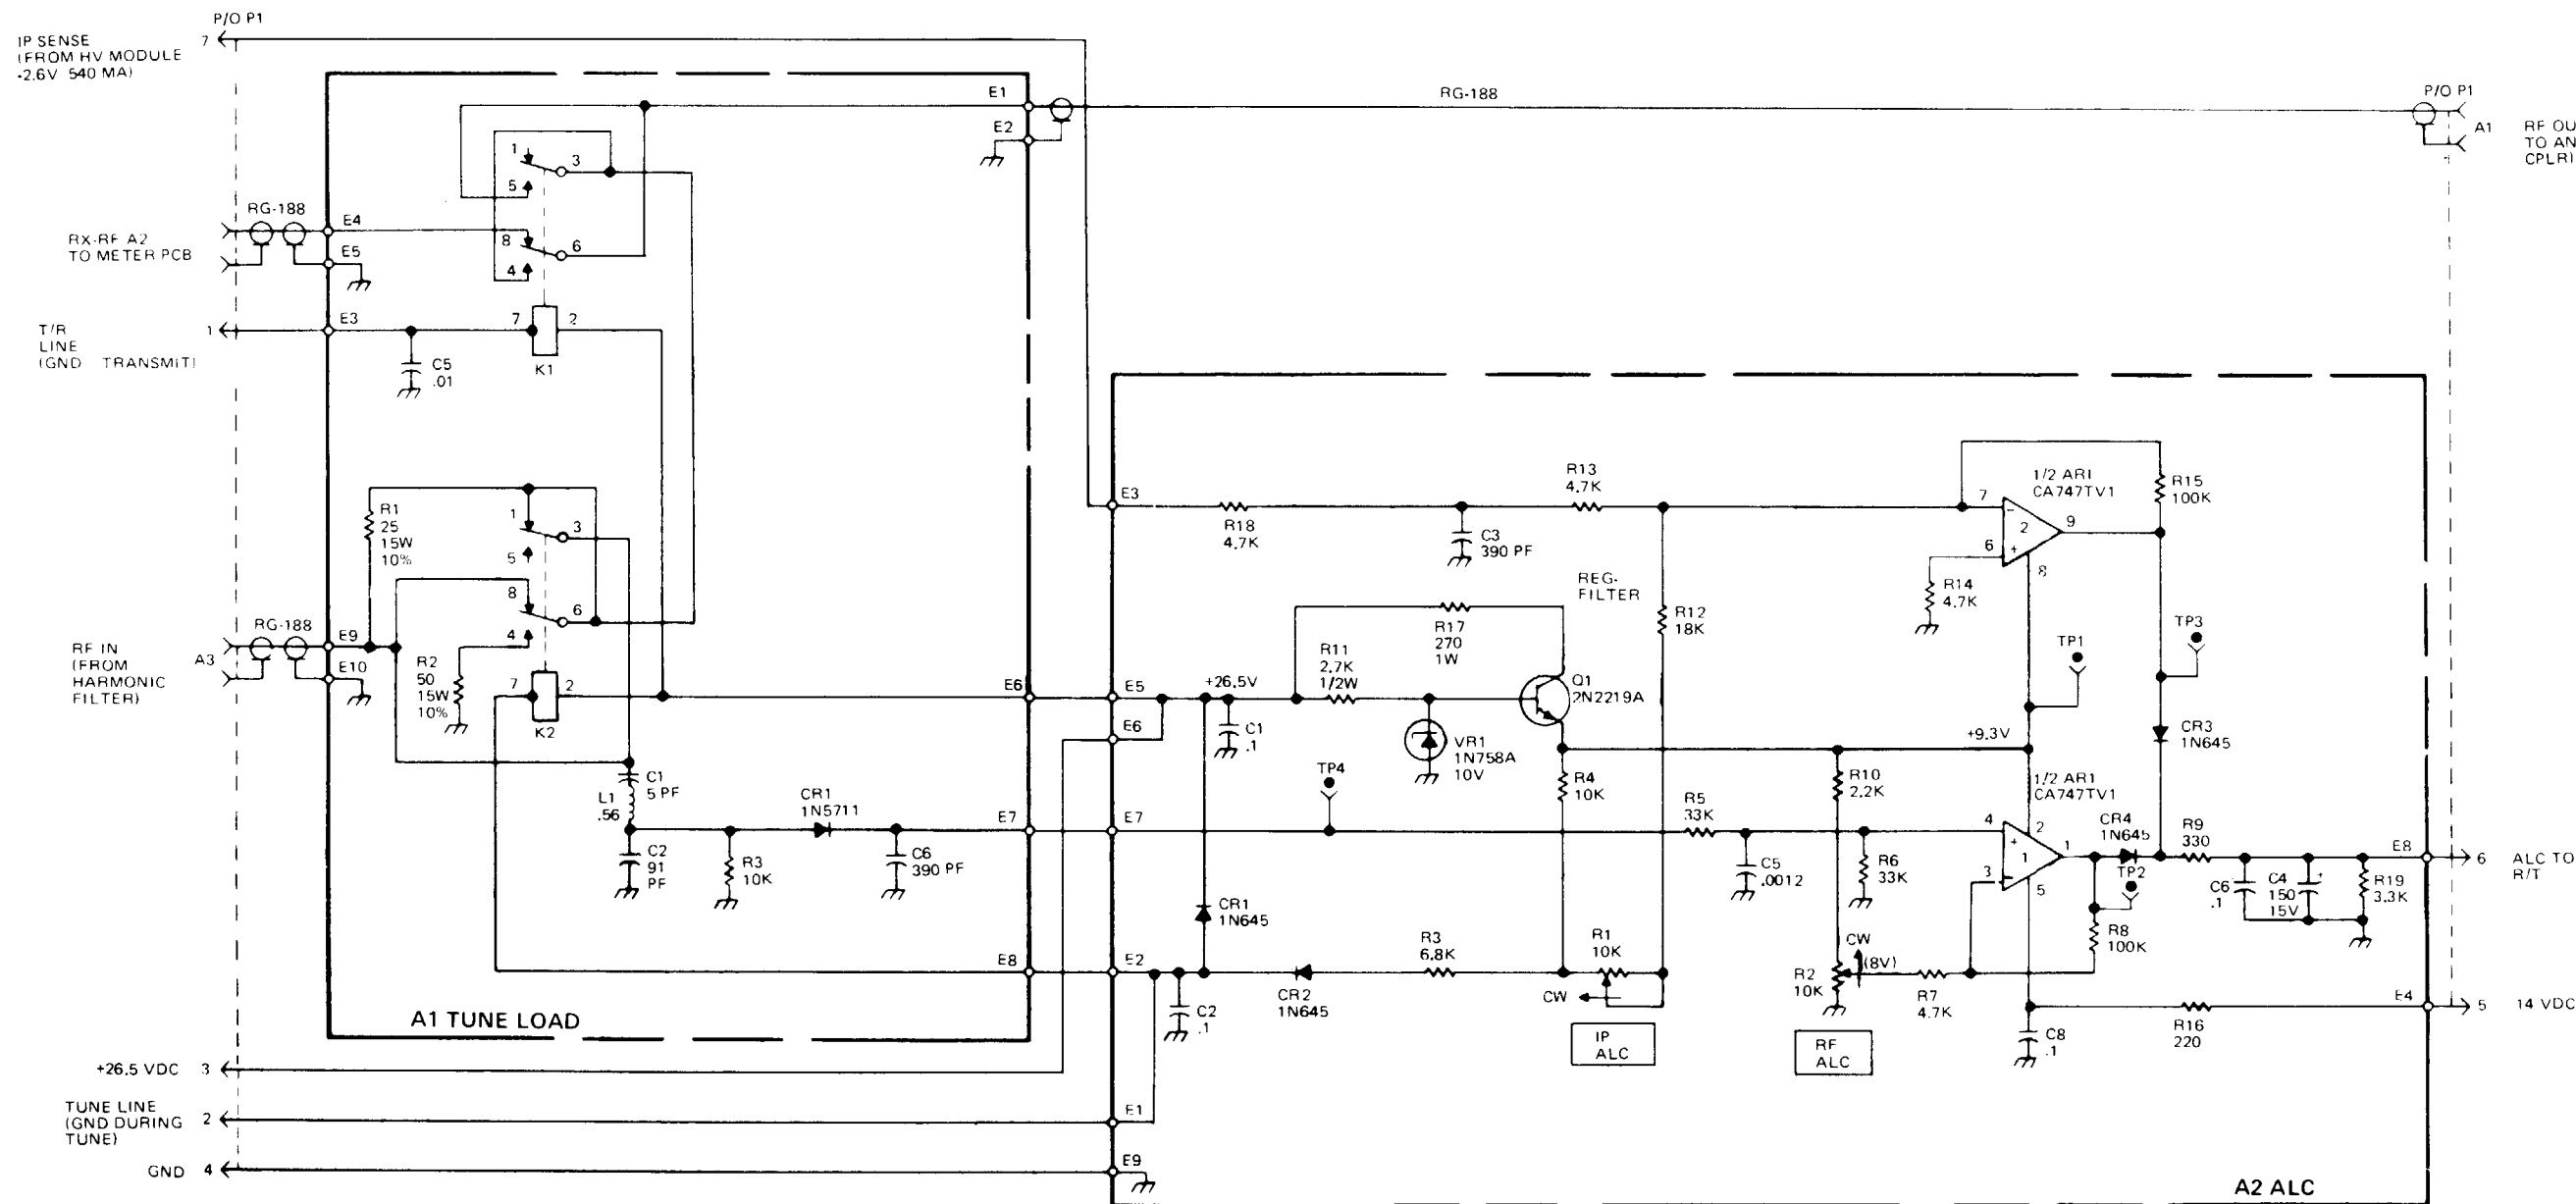 P/O P1
IP SENSE
(FROM HV MODULE
-2.6V 540 MA)
7
E1
E2
RG-188
P/O P1
A1
RF OU
TO AN
CPLR)
1
3
5
RG-188
E4
E5
RX-RF A2
TO METER PCB
8
6
4
T/R
LINE
(GND TRANSMIT)
1
E3
7
2
C5
.01
K1
R1
25
15W
10%
1
3
5
8
6
4
RG-188
RF IN
(FROM
HARMONIC
FILTER)
A3
E9
E10
R2
50
15W
10%
7
2
K2
E6
C1
5 PF
L1
.56
CR1
1N5711
E7
C2
91
PF
R3
10K
C6
390 PF
E8
A1 TUNE LOAD
+26.5 VDC 3
TUNE LINE
(GND DURING
TUNE)
2
GND 4
E3
R18
4.7K
C3
390 PF
R13
4.7K
7
-
2
6
+
9
8
1/2 AR1
CA747TV1
R15
100K
R14
4.7K
REG-
FILTER
R12
18K
R17
270
1W
R11
2.7K
1/2W
+26.5V
E5
E6
C1
.1
VR1
1N758A
10V
Q1
2N2219A
TP1
TP3
+9.3V
CR3
1N645
TP4
R4
10K
R10
2.2K
1/2 AR1
CA747TV1
E7
R5
33K
C5
.0012
R6
33K
4
+
2
1
1
3
5
CR4
1N645
TP2
R9
330
E8
6
ALC TO
R/T
C6
.1
C4
150
15V
+
R19
3.3K
R8
100K
CR1
1N645
E2
C2
.1
CR2
1N645
R3
6.8K
R1
10K
CW
IP
ALC
CW
(8V)
R2
10K
RF
ALC
R7
4.7K
C8
.1
R16
220
E4
5
14 VDC
E1
E9
A2 ALC